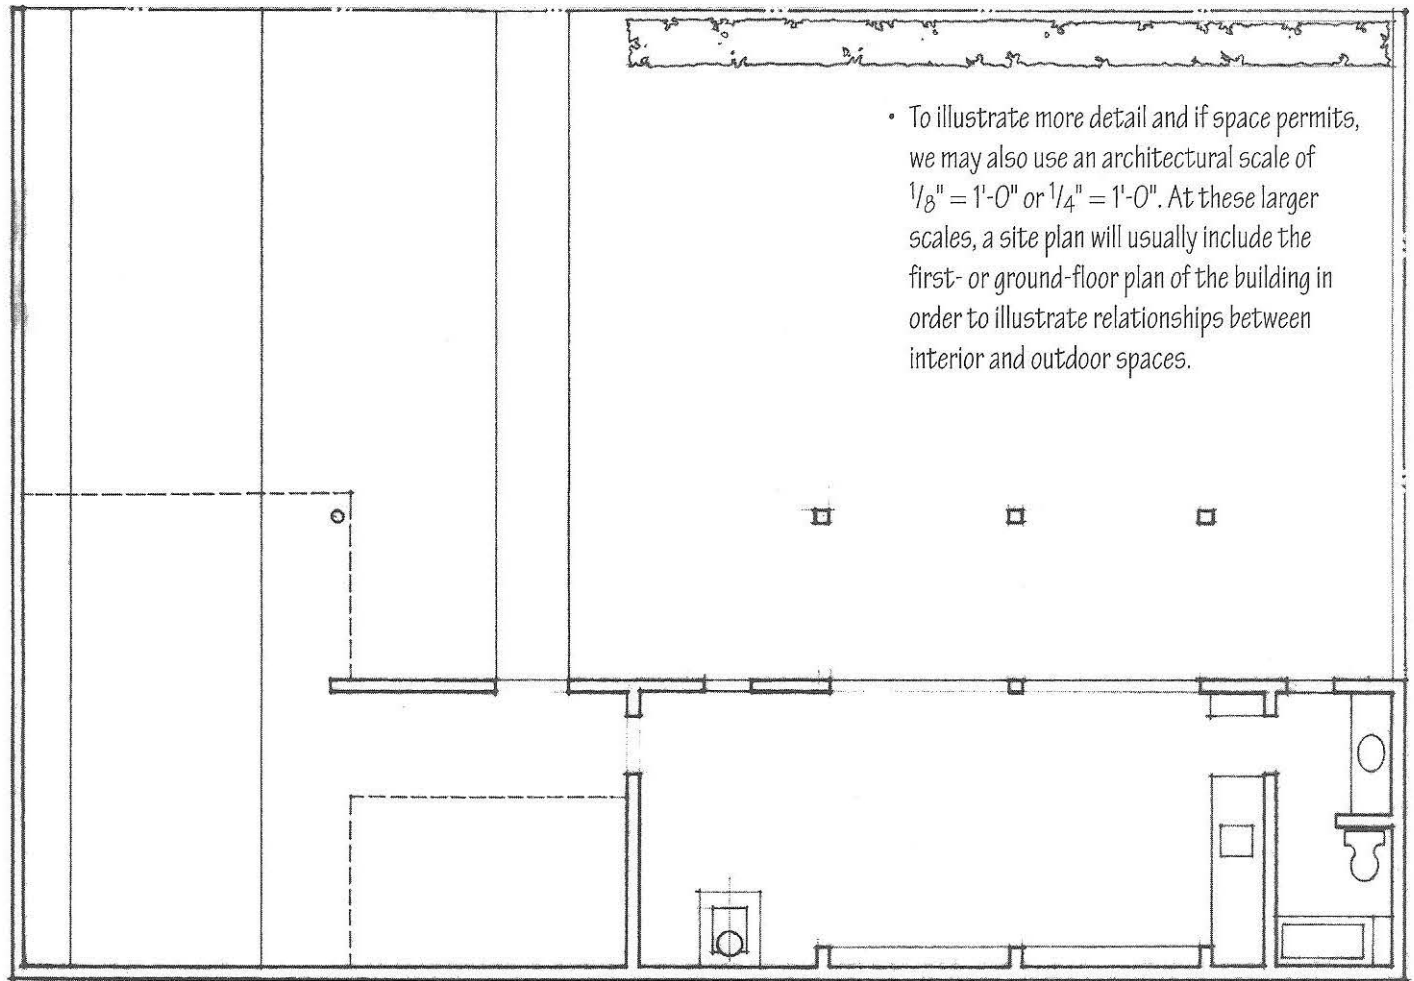 • To illustrate more detail and if space permits,
we may also use an architectural scale of
1/8" = 1'-0" or 1/4" = 1'-0". At these larger
scales, a site plan will usually include the
first- or ground-floor plan of the building in
order to illustrate relationships between
interior and outdoor spaces.